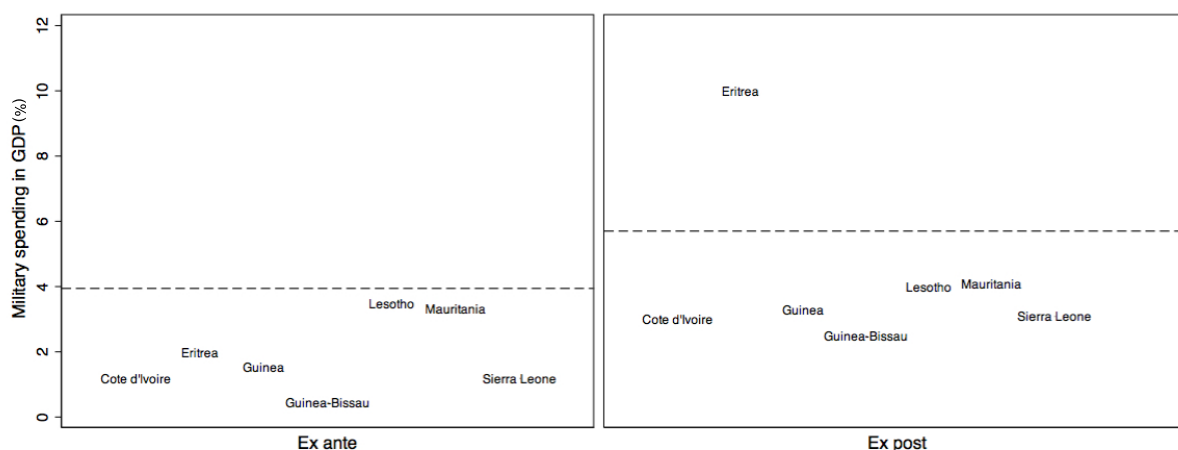 Military spending in GDP(%)
12
10
8
6
4
2
0
Lesotho
Mauritania
Eritrea
Guinea
Cote d'Ivoire
Sierra Leone
Guinea-Bissau
Ex ante
Eritrea
Mauritania
Lesotho
Guinea
Sierra Leone
Cote d'Ivoire
Guinea-Bissau
Ex post